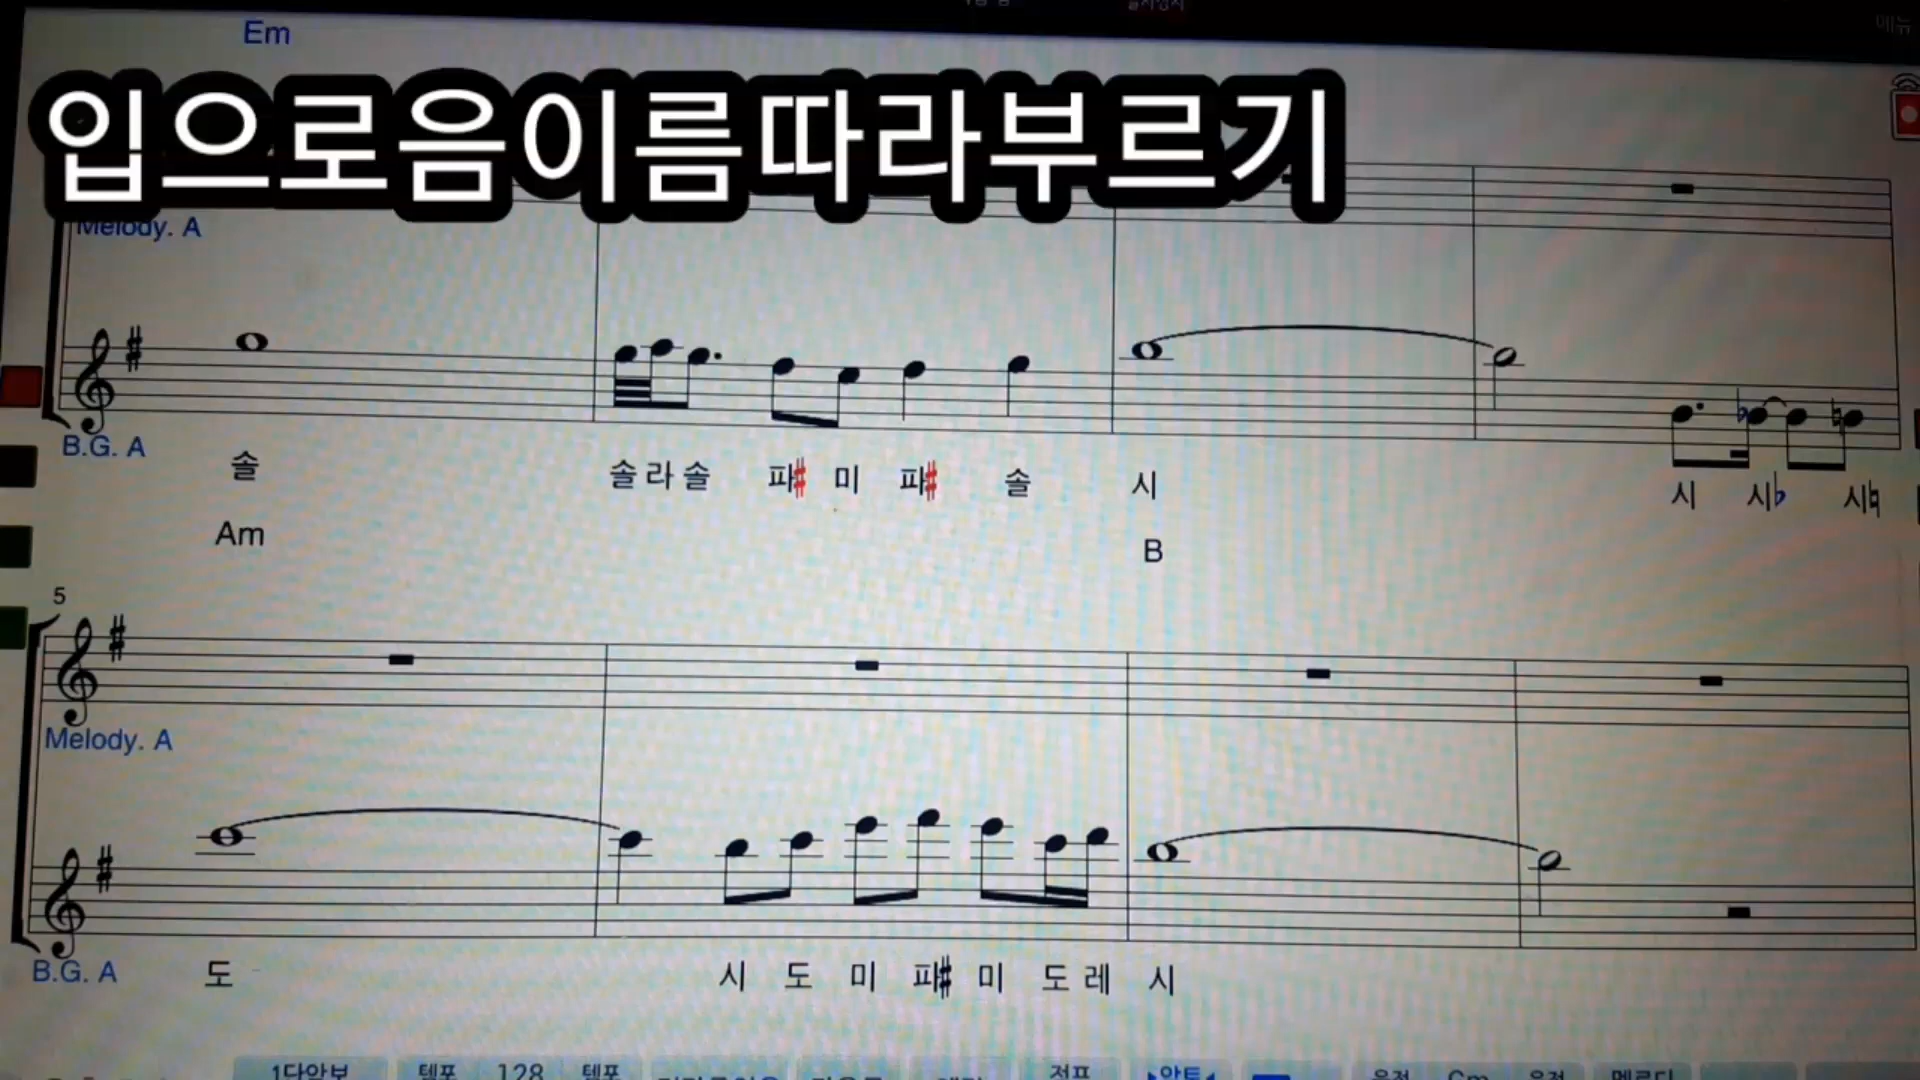 Em
입으로음이름따라부르기
Melody. A
B.G. A
솔 솔 라 솔 파# 미 파# 솔 시 시 시♭ 시♮
Am B
5
Melody. A
B.G. A
도 시 도 미 파# 미 도 레 시
1단악보 템포 128 템포